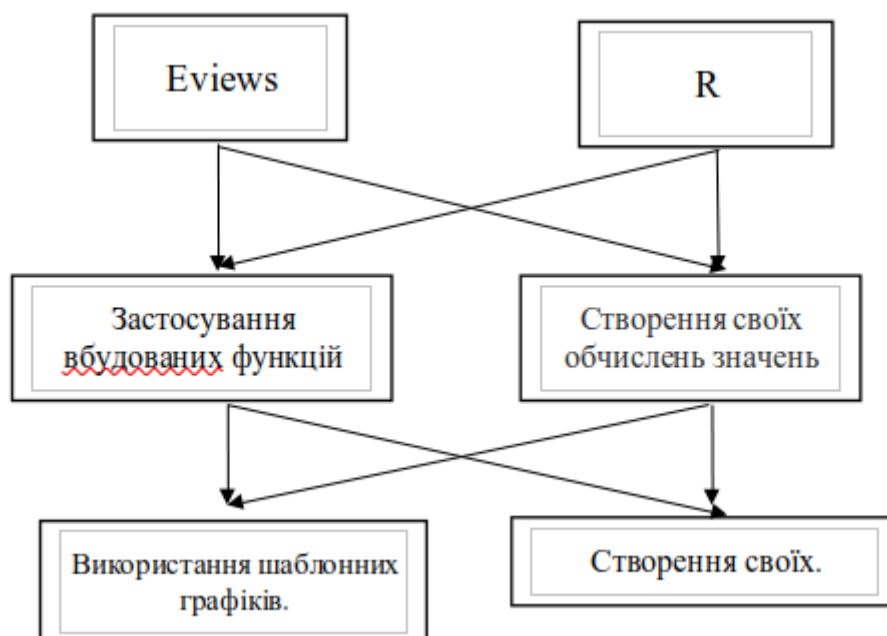 Eviews
R
Застосування
вбудованих функцій
Створення своїх
обчислень значень
Використання шаблонних
графіків.
Створення своїх.